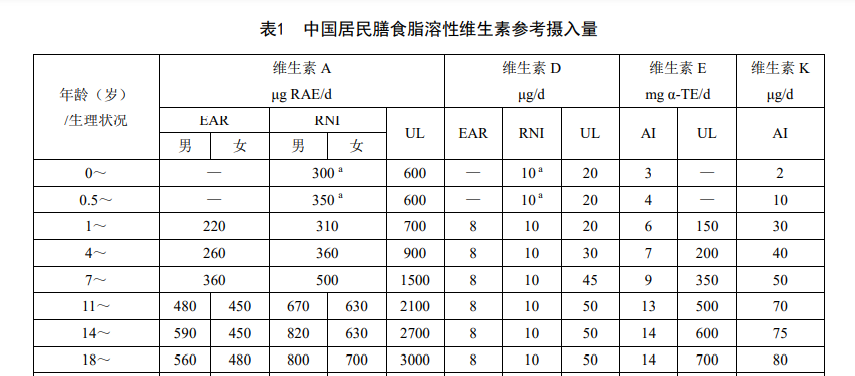 表1 中国居民膳食脂溶性维生素参考摄入量
年龄（岁）/生理状况 维生素 A μg RAE/d 维生素 D μg/d 维生素 E mg α-TE/d 维生素 K μg/d
EAR RNI UL EAR RNI UL AI UL AI
男 女 男 女
0～ — 300 a 600 — 10 a 20 3 — 2
0.5～ — 350 a 600 — 10 a 20 4 — 10
1～ 220 310 700 8 10 20 6 150 30
4～ 260 360 900 8 10 30 7 200 40
7～ 360 500 1500 8 10 45 9 350 50
11～ 480 450 670 630 2100 8 10 50 13 500 70
14～ 590 450 820 630 2700 8 10 50 14 600 75
18～ 560 480 800 700 3000 8 10 50 14 700 80